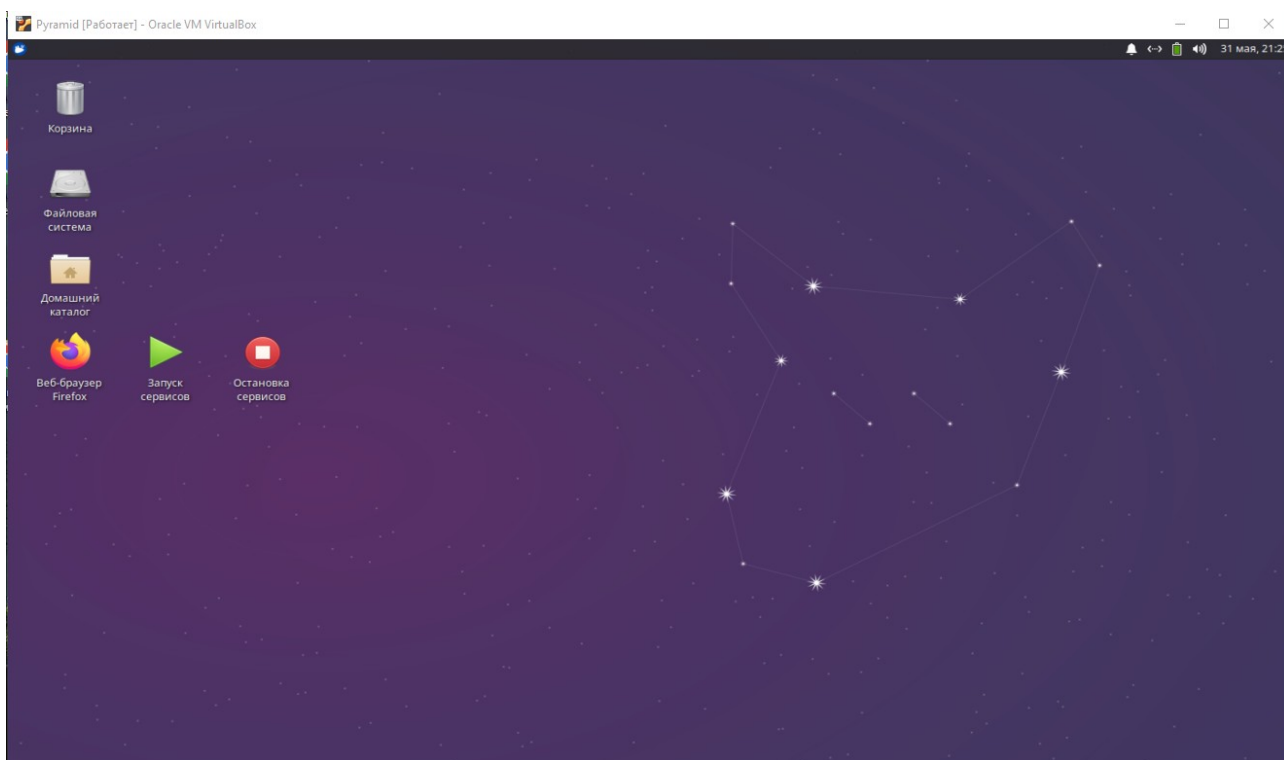 Pyramid [Работает] - Oracle VM VirtualBox
31 мая, 21:2
Корзина
Файловая
система
Домашний
каталог
Веб-браузер
Firefox
Запуск
сервисов
Остановка
сервисов